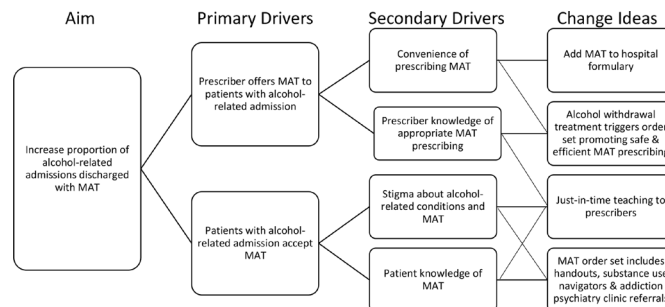 Aim
Primary Drivers
Secondary Drivers
Change Ideas
Increase proportion of
alcohol-related
admissions discharged
with MAT
Prescriber offers MAT to
patients with alcohol-
related admission
Patients with alcohol-
related admission accept
MAT
Convenience of
prescribing MAT
Prescriber knowledge of
appropriate MAT
prescribing
Stigma about alcohol-
related conditions and
MAT
Patient knowledge of
MAT
Add MAT to hospital
formulary
Alcohol withdrawal
treatment triggers order
set promoting safe &
efficient MAT prescribing
Just-in-time teaching to
prescribers
MAT order set includes
handouts, substance use
navigators & addiction
psychiatry clinic referrals